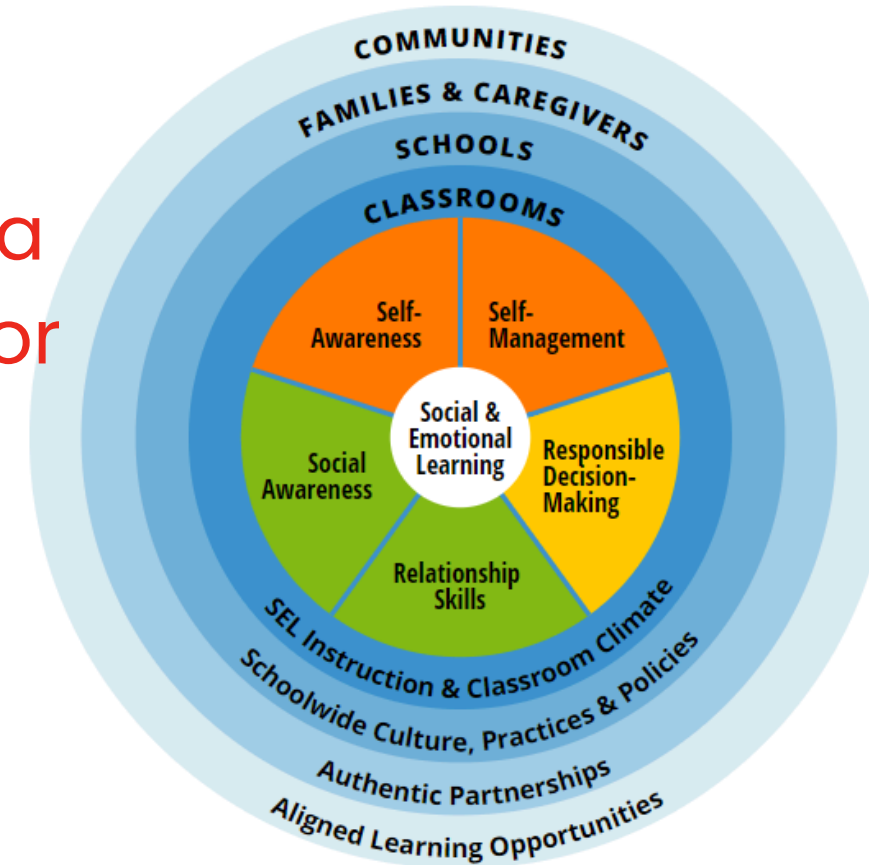 COMMUNITIES
FAMILIES & CAREGIVERS
SCHOOLS
CLASSROOMS
a
or
Self-
Awareness
Self-
Management
Social &
Emotional
Learning
Social
Awareness
Responsible
Decision-
Making
Relationship
Skills
SEL Instruction & Classroom Climate
Schoolwide Culture, Practices & Policies
Authentic Partnerships
Aligned Learning Opportunities